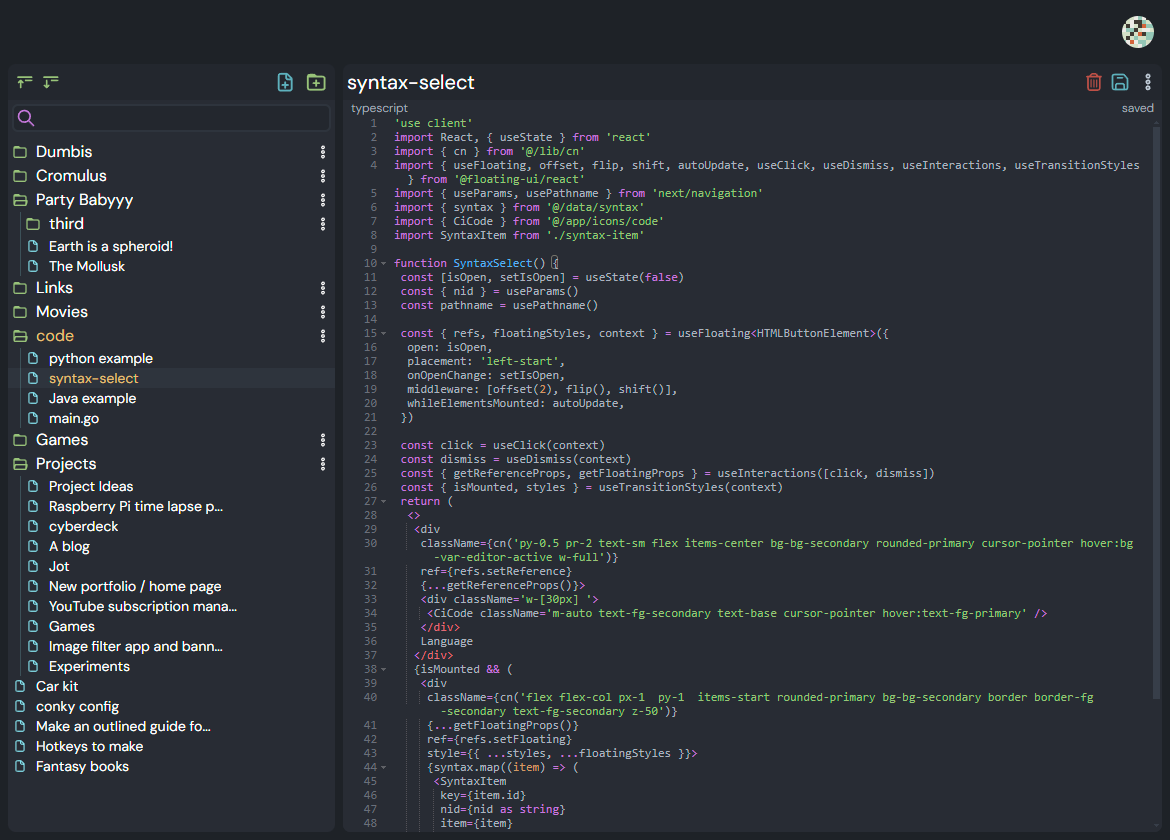 syntax-select
typescript
saved
Dumbis
Cromulus
Party Babyyy
third
Earth is a spheroid!
The Mollusk
Links
Movies
code
python example
syntax-select
Java example
main.go
Games
Projects
Project Ideas
Raspberry Pi time lapse p...
cyberdeck
A blog
Jot
New portfolio / home page
YouTube subscription mana...
Games
Image filter app and bann...
Experiments
Car kit
conky config
Make an outlined guide fo...
Hotkeys to make
Fantasy books
1 'use client'
2 import React, { useState } from 'react'
3 import { cn } from '@/lib/cn'
4 import { useFloating, offset, flip, shift, autoUpdate, useClick, useDismiss, useInteractions, useTransitionStyles
} from '@floating-ui/react'
5 import { useParams, usePathname } from 'next/navigation'
6 import { syntax } from '@/data/syntax'
7 import { CiCode } from '@/app/icons/code'
8 import SyntaxItem from './syntax-item'
9
10 function SyntaxSelect() {
11 const [isOpen, setIsOpen] = useState(false)
12 const { nid } = useParams()
13 const pathname = usePathname()
14
15 const { refs, floatingStyles, context } = useFloating<HTMLButtonElement>({
16 open: isOpen,
17 placement: 'left-start',
18 onOpenChange: setIsOpen,
19 middleware: [offset(2), flip(), shift()],
20 whileElementsMounted: autoUpdate,
21 })
22
23 const click = useClick(context)
24 const dismiss = useDismiss(context)
25 const { getReferenceProps, getFloatingProps } = useInteractions([click, dismiss])
26 const { isMounted, styles } = useTransitionStyles(context)
27 return (
28 <>
29 <div
30 className={cn('py-0.5 pr-2 text-sm flex items-center bg-bg-secondary rounded-primary cursor-pointer hover:bg
-var-editor-active w-full')}
31 ref={refs.setReference}
32 {...getReferenceProps()}>
33 <div className='w-[30px] '>
34 <CiCode className='m-auto text-fg-secondary text-base cursor-pointer hover:text-fg-primary' />
35 </div>
36 Language
37 </div>
38 {isMounted && (
39 <div
40 className={cn('flex flex-col px-1  py-1  items-start rounded-primary bg-bg-secondary border border-fg
-secondary text-fg-secondary z-50')}
41 {...getFloatingProps()}
42 ref={refs.setFloating}
43 style={{ ...styles, ...floatingStyles }}>
44 {syntax.map((item) => (
45 <SyntaxItem
46 key={item.id}
47 nid={nid as string}
48 item={item}